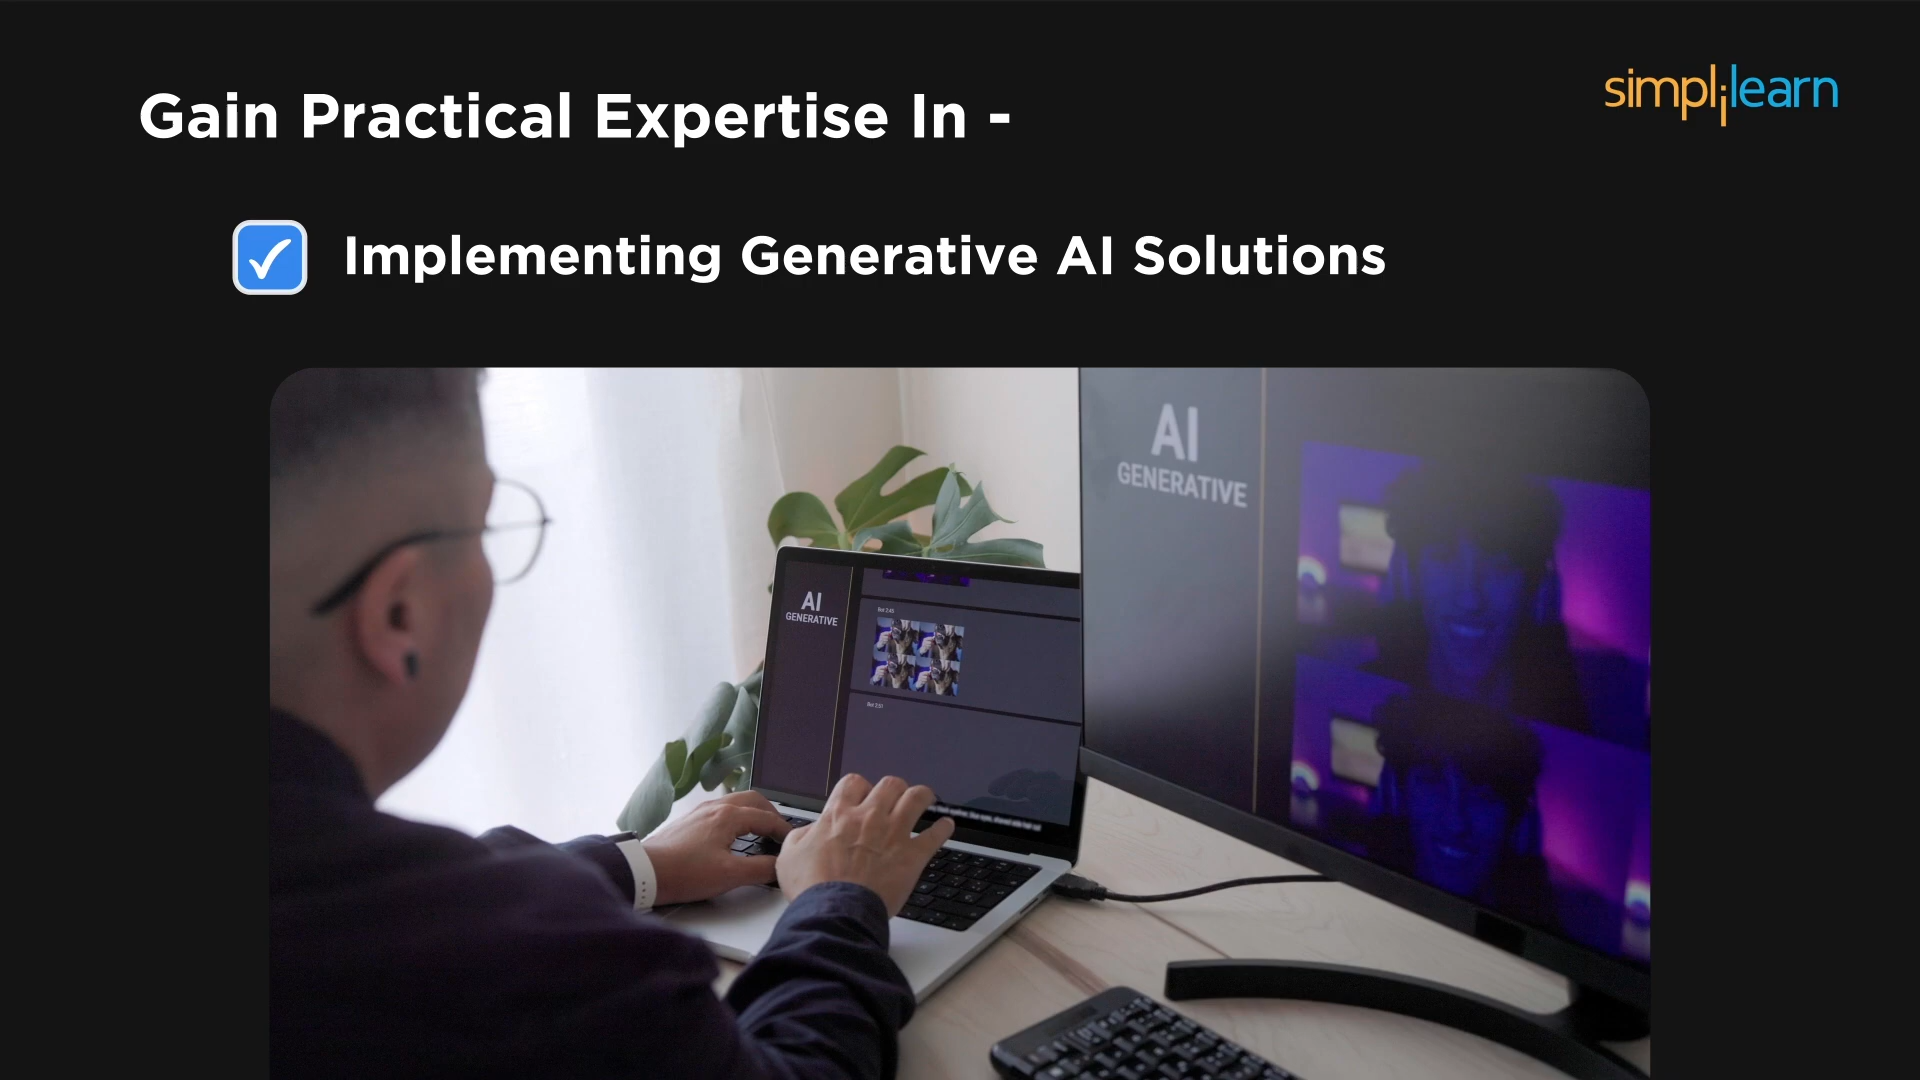 Gain Practical Expertise In -
simplilearn
Implementing Generative AI Solutions
AI
GENERATIVE
AI
GENERATIVE